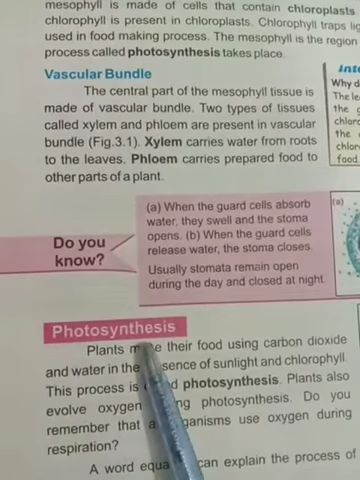 mesophyll is made of cells that contain chloroplasts
chlorophyll is present in chloroplasts. Chlorophyll traps
used in food making process. The mesophyll is the region
process called photosynthesis takes place.
Vascular Bundle
The central part of the mesophyll tissue is
made of vascular bundle. Two types of tissues
called xylem and phloem are present in vascular
bundle (Fig.3.1). Xylem carries water from roots
to the leaves. Phloem carries prepared food to
other parts of a plant.
Why d
The le
the
chlor
the
chlor
food
Do you
know?
(a) When the guard cells absorb
water, they swell and the stoma
opens. (b) When the guard cells
release water, the stoma closes.
Usually stomata remain open
during the day and closed at night.
(a)
Photosynthesis
Plants their food using carbon dioxide
and water in the sence of sunlight and chlorophyll.
This process is photosynthesis. Plants also
evolve oxygen photosynthesis. Do you
remember that organisms use oxygen during
respiration?
A word can explain the process of